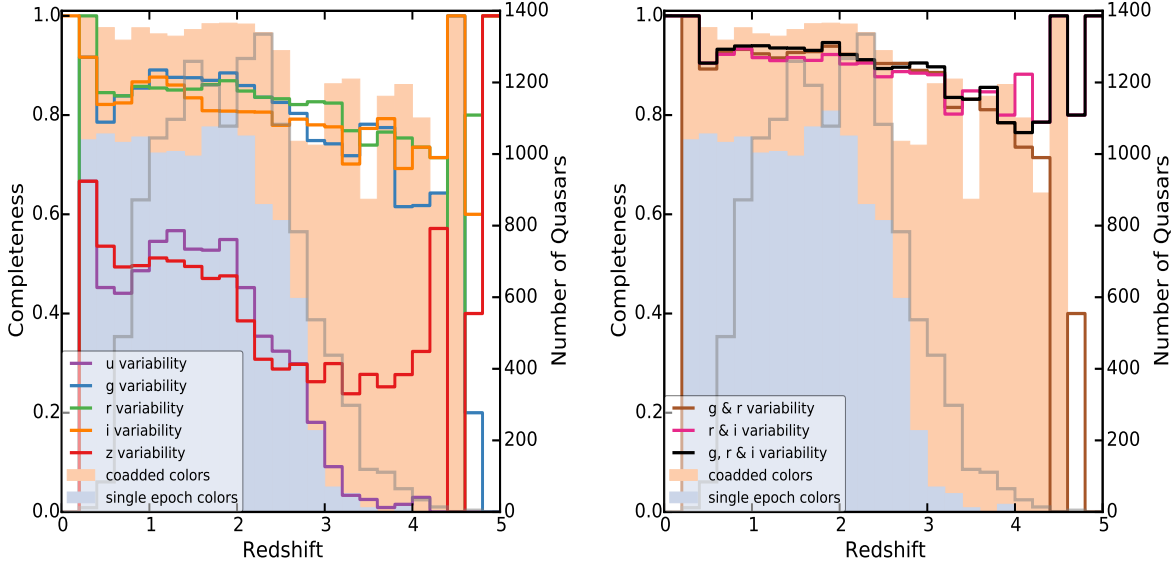 1.0
0.8
0.6
0.4
0.2
0.0
Completeness
1400
1200
1000
800
600
400
200
0
Number of Quasars
u variability
g variability
r variability
i variability
z variability
coadded colors
single epoch colors
0 1 2 3 4 5
Redshift
1.0
0.8
0.6
0.4
0.2
0.0
Completeness
1400
1200
1000
800
600
400
200
0
Number of Quasars
g & r variability
r & i variability
g, r & i variability
coadded colors
single epoch colors
0 1 2 3 4 5
Redshift